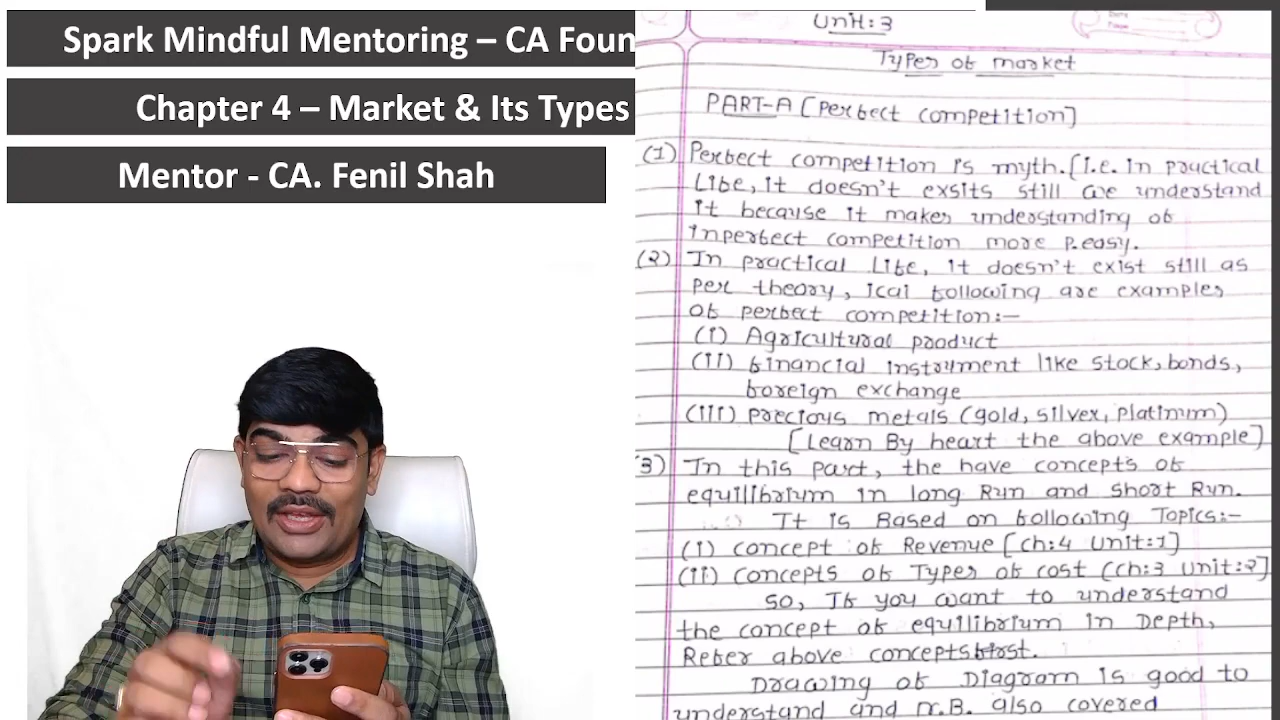 Spark Mindful Mentoring – CA Foun
Chapter 4 – Market & Its Types
Mentor - CA. Fenil Shah
Unit:3
Types of market
PART-A [Perfect competition]
(1) Perfect competition is myth.[i.e. in practical
Life, it doesn't exsits still we understand
it because it makes understanding of
inperfect competition more easy.
(2) In practical Life, it doesn't exist still as
per theory, icai following are examples
of perfect competition:-
(i) Agricultural product
(ii) financial instrument like stock, bonds,
foreign exchange
(iii) precious metals (gold, silver, platinum)
[Learn By heart the above example]
3) In this part, the have concepts of
equilibrium in long Run and short Run.
It is Based on following Topics:-
(i) concept of Revenue [ch:4 Unit:1]
(ii) concepts of Types of cost (ch:3 Unit:2]
so, If you want to understand
the concept of equilibrium in Depth,
Refer above concepts first.
Drawing of Diagram is good to
understand and also covered